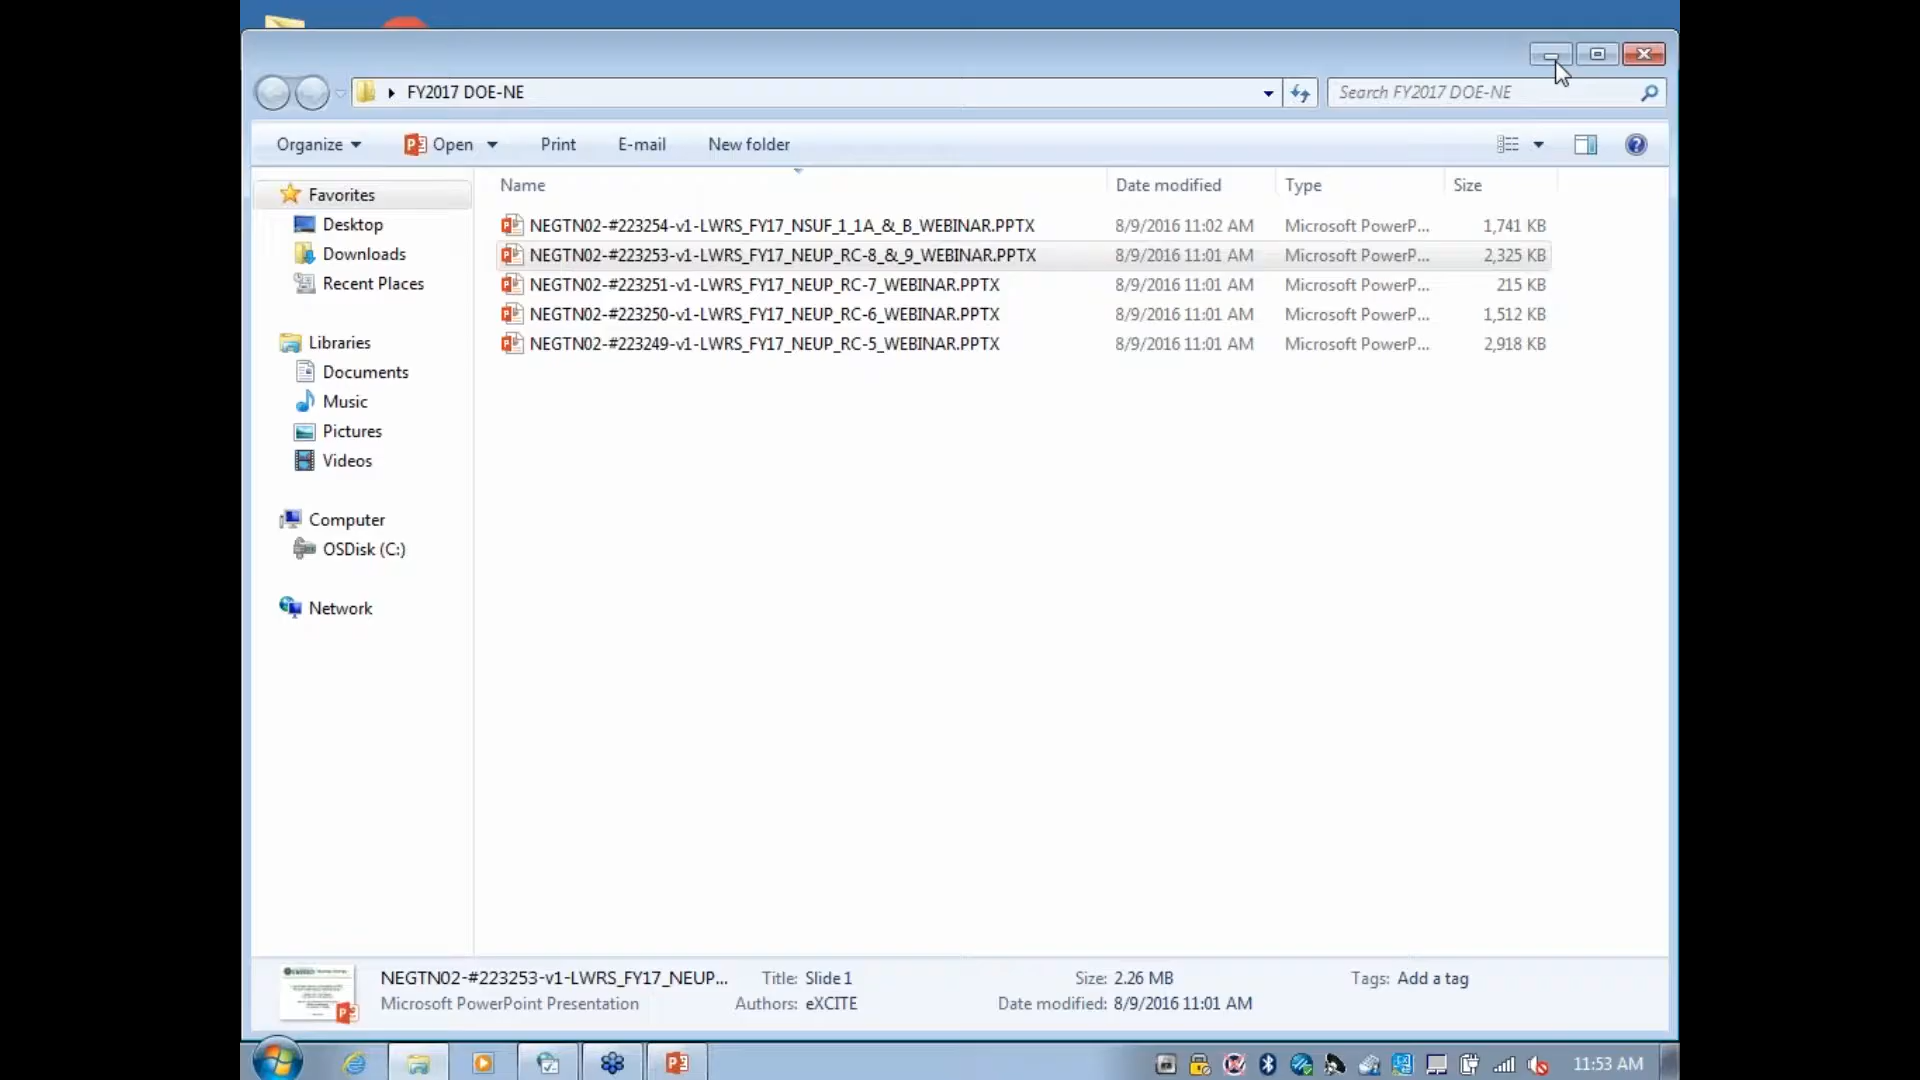 FY2017 DOE-NE
Search FY2017 DOE-NE
Organize Open Print E-mail New folder
Name Date modified Type Size
Favorites
Desktop
Downloads
Recent Places
Libraries
Documents
Music
Pictures
Videos
Computer
OSDisk (C:)
Network
NEGTN02-#223254-v1-LWRS_FY17_NSUF_1_1A_&_B_WEBINAR.PPTX 8/9/2016 11:02 AM Microsoft PowerP... 1,741 KB
NEGTN02-#223253-v1-LWRS_FY17_NEUP_RC-8_&_9_WEBINAR.PPTX 8/9/2016 11:01 AM Microsoft PowerP... 2,325 KB
NEGTN02-#223251-v1-LWRS_FY17_NEUP_RC-7_WEBINAR.PPTX 8/9/2016 11:01 AM Microsoft PowerP... 215 KB
NEGTN02-#223250-v1-LWRS_FY17_NEUP_RC-6_WEBINAR.PPTX 8/9/2016 11:01 AM Microsoft PowerP... 1,512 KB
NEGTN02-#223249-v1-LWRS_FY17_NEUP_RC-5_WEBINAR.PPTX 8/9/2016 11:01 AM Microsoft PowerP... 2,918 KB
NEGTN02-#223253-v1-LWRS_FY17_NEUP... Title: Slide 1 Size: 2.26 MB Tags: Add a tag
Microsoft PowerPoint Presentation Authors: eXCITE Date modified: 8/9/2016 11:01 AM
11:53 AM